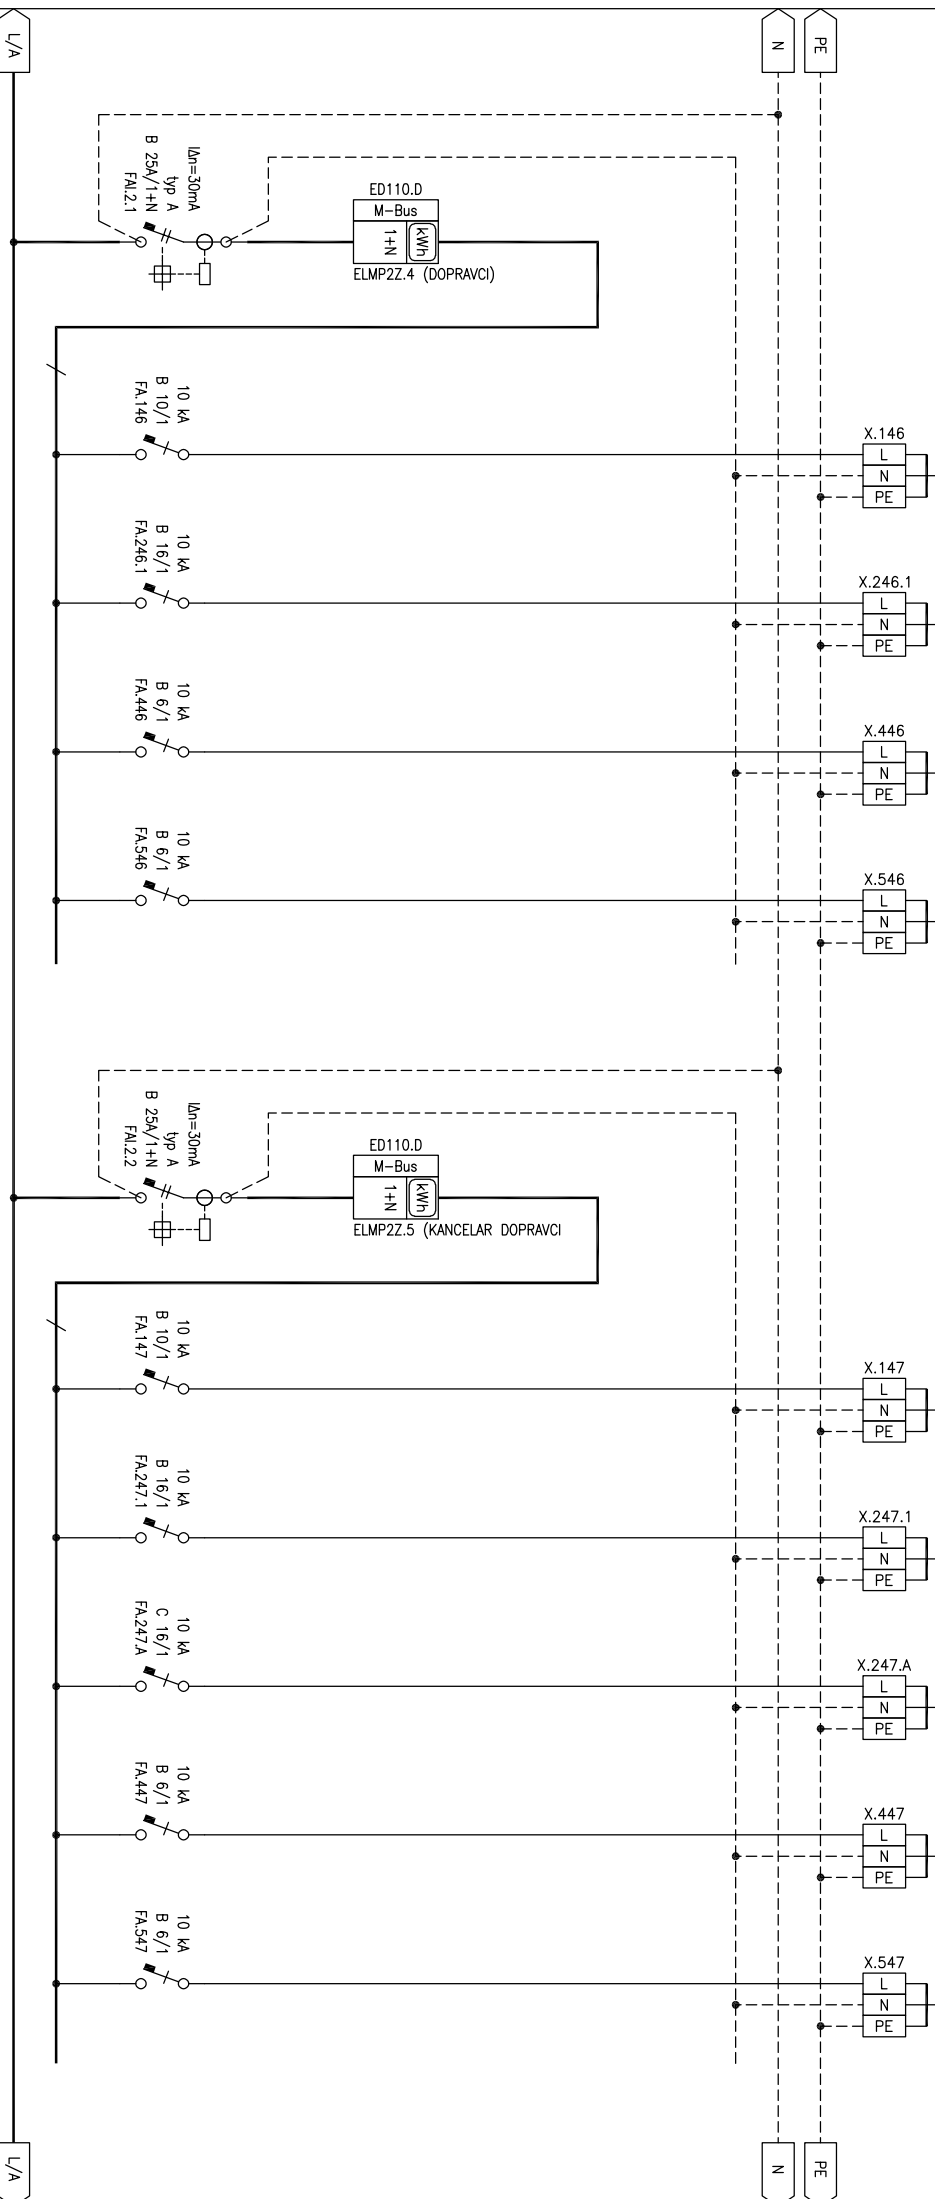 L/A
N
PE
IΔn=30mA
typ A
B 25A/1+N
FAI.2.1
ED110.D
M-Bus
kWh
1+N
ELMP2Z.4 (DOPRAVCI)
10 kA
B 10/1
FA.146
X.146
L
N
PE
10 kA
B 16/1
FA.246.1
X.246.1
L
N
PE
10 kA
B 6/1
FA.446
X.446
L
N
PE
10 kA
B 6/1
FA.546
X.546
L
N
PE
IΔn=30mA
typ A
B 25A/1+N
FAI.2.2
ED110.D
M-Bus
kWh
1+N
ELMP2Z.5 (KANCELAR DOPRAVCI
10 kA
B 10/1
FA.147
X.147
L
N
PE
10 kA
B 16/1
FA.247.1
X.247.1
L
N
PE
10 kA
C 16/1
FA.247.A
X.247.A
L
N
PE
10 kA
B 6/1
FA.447
X.447
L
N
PE
10 kA
B 6/1
FA.547
X.547
L
N
PE
L/A
N
PE